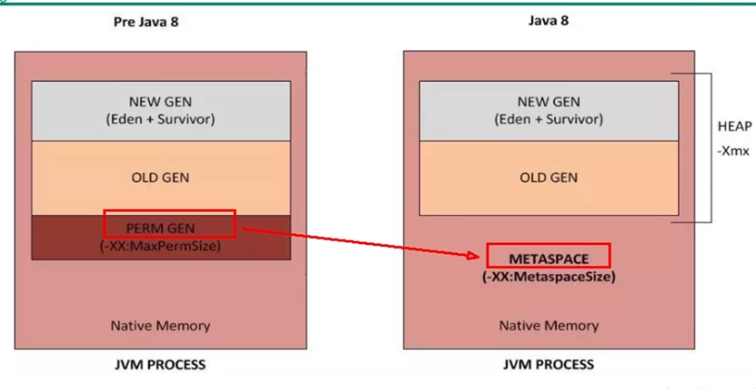 Pre Java 8
NEW GEN
(Eden + Survivor)
OLD GEN
PERM GEN
(-XX:MaxPermSize)
Native Memory
JVM PROCESS
Java 8
NEW GEN
(Eden + Survivor)
OLD GEN
HEAP
-Xmx
METASPACE
(-XX:MetaspaceSize)
Native Memory
JVM PROCESS